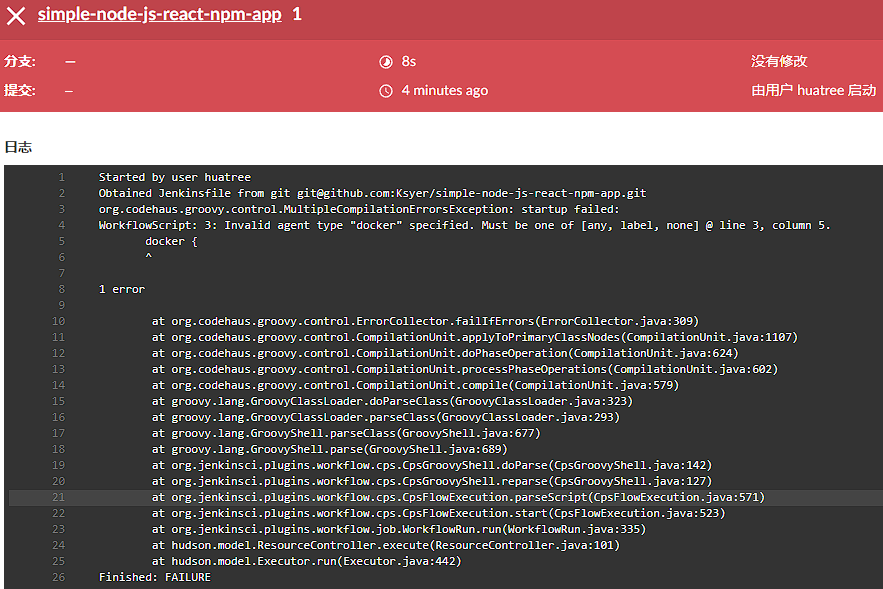 simple-node-js-react-npm-app 1
分支: — 8s 没有修改
提交: – 4 minutes ago 由用户 huatree 启动
日志
1 Started by user huatree
2 Obtained Jenkinsfile from git git@github.com:Ksyer/simple-node-js-react-npm-app.git
3 org.codehaus.groovy.control.MultipleCompilationErrorsException: startup failed:
4 WorkflowScript: 3: Invalid agent type "docker" specified. Must be one of [any, label, none] @ line 3, column 5.
5 docker {
6 ^
7
8 1 error
9
10 at org.codehaus.groovy.control.ErrorCollector.failIfErrors(ErrorCollector.java:309)
11 at org.codehaus.groovy.control.CompilationUnit.applyToPrimaryClassNodes(CompilationUnit.java:1107)
12 at org.codehaus.groovy.control.CompilationUnit.doPhaseOperation(CompilationUnit.java:624)
13 at org.codehaus.groovy.control.CompilationUnit.processPhaseOperations(CompilationUnit.java:602)
14 at org.codehaus.groovy.control.CompilationUnit.compile(CompilationUnit.java:579)
15 at groovy.lang.GroovyClassLoader.doParseClass(GroovyClassLoader.java:323)
16 at groovy.lang.GroovyClassLoader.parseClass(GroovyClassLoader.java:293)
17 at groovy.lang.GroovyShell.parseClass(GroovyShell.java:677)
18 at groovy.lang.GroovyShell.parse(GroovyShell.java:689)
19 at org.jenkinsci.plugins.workflow.cps.CpsGroovyShell.doParse(CpsGroovyShell.java:142)
20 at org.jenkinsci.plugins.workflow.cps.CpsGroovyShell.reparse(CpsGroovyShell.java:127)
21 at org.jenkinsci.plugins.workflow.cps.CpsFlowExecution.parseScript(CpsFlowExecution.java:571)
22 at org.jenkinsci.plugins.workflow.cps.CpsFlowExecution.start(CpsFlowExecution.java:523)
23 at org.jenkinsci.plugins.workflow.job.WorkflowRun.run(WorkflowRun.java:335)
24 at hudson.model.ResourceController.execute(ResourceController.java:101)
25 at hudson.model.Executor.run(Executor.java:442)
26 Finished: FAILURE